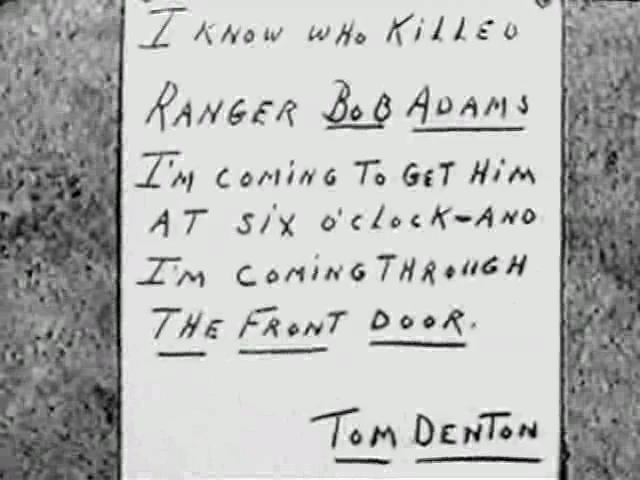 I KNOW WHO KILLED
RANGER BOB ADAMS
I'M COMING TO GET HIM
AT SIX O'CLOCK-AND
I'M COMING THROUGH
THE FRONT DOOR.
TOM DENTON